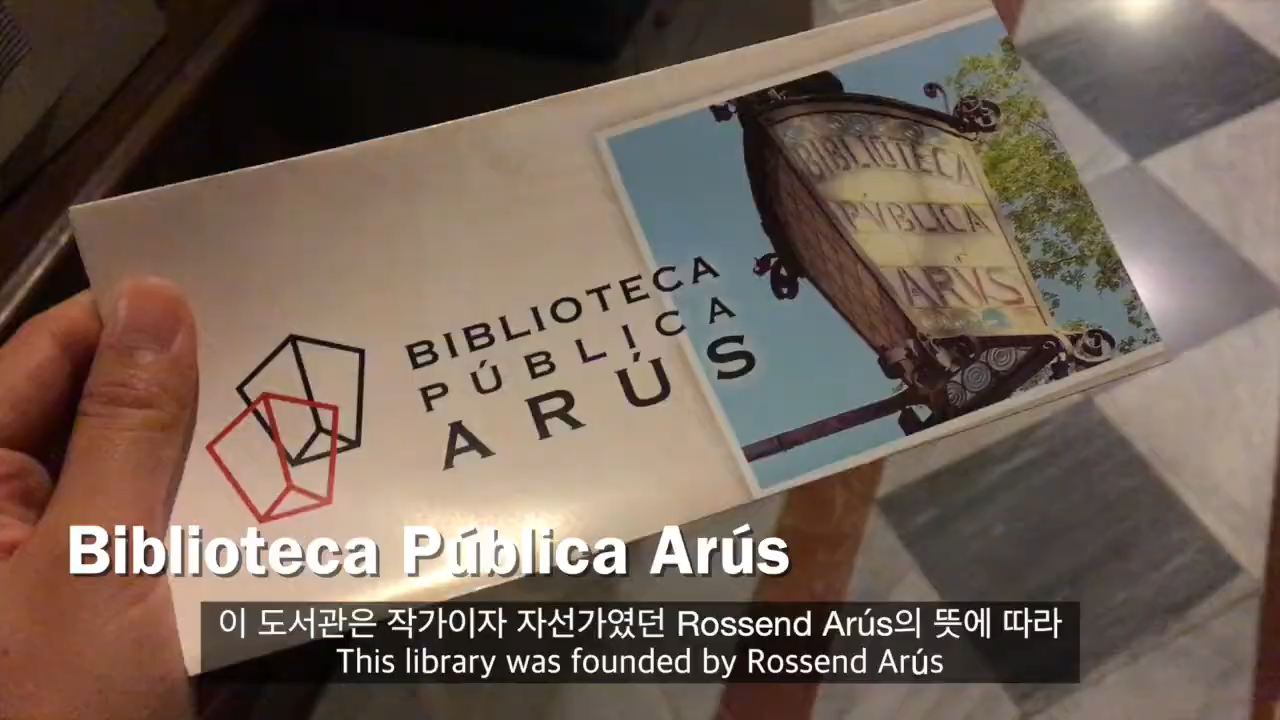 BIBLIOTECA
PÚBLICA
ARÚS
BIBLIOTECA
PÚBLICA
ARVS
Biblioteca Pública Arús
이 도서관은 작가이자 자선가였던 Rossend Arús의 뜻에 따라
This library was founded by Rossend Arús